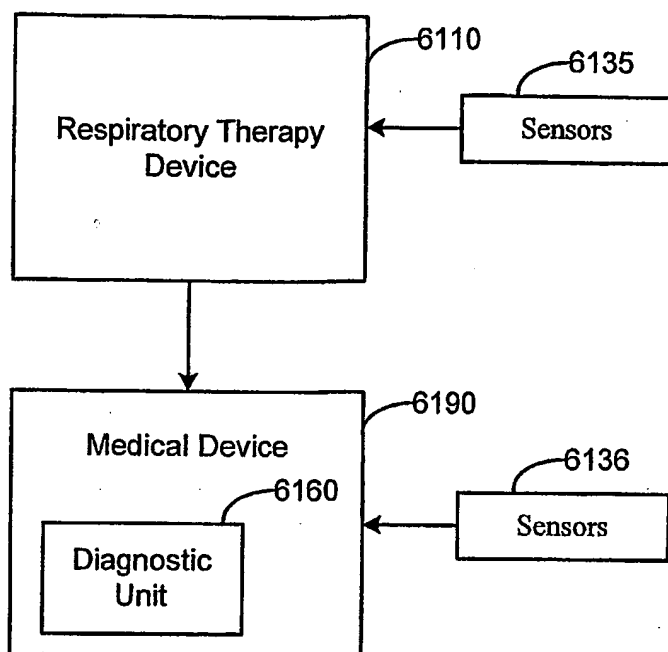 6110
6135
Respiratory Therapy
Device
Sensors
6190
Medical Device
6136
6160
Sensors
Diagnostic
Unit